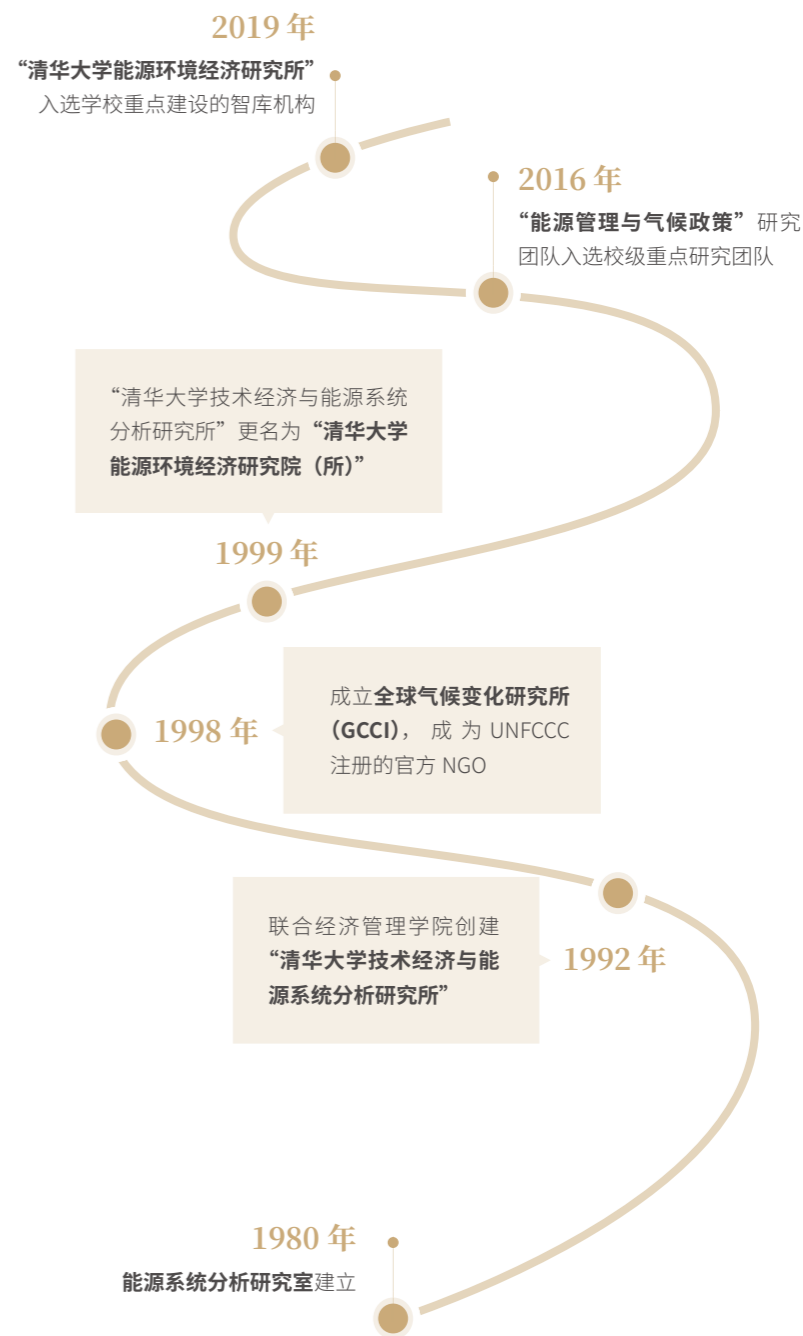 2019 年
“清华大学能源环境经济研究所”
入选学校重点建设的智库机构
2016 年
“能源管理与气候政策”研究
团队入选校级重点研究团队
“清华大学技术经济与能源系统
分析研究所”更名为“清华大学
能源环境经济研究院（所）”
1999 年
成立全球气候变化研究所
（GCCI），成为 UNFCCC
注册的官方 NGO
1998 年
联合经济管理学院创建
“清华大学技术经济与能
源系统分析研究所”
1992 年
1980 年
能源系统分析研究室建立